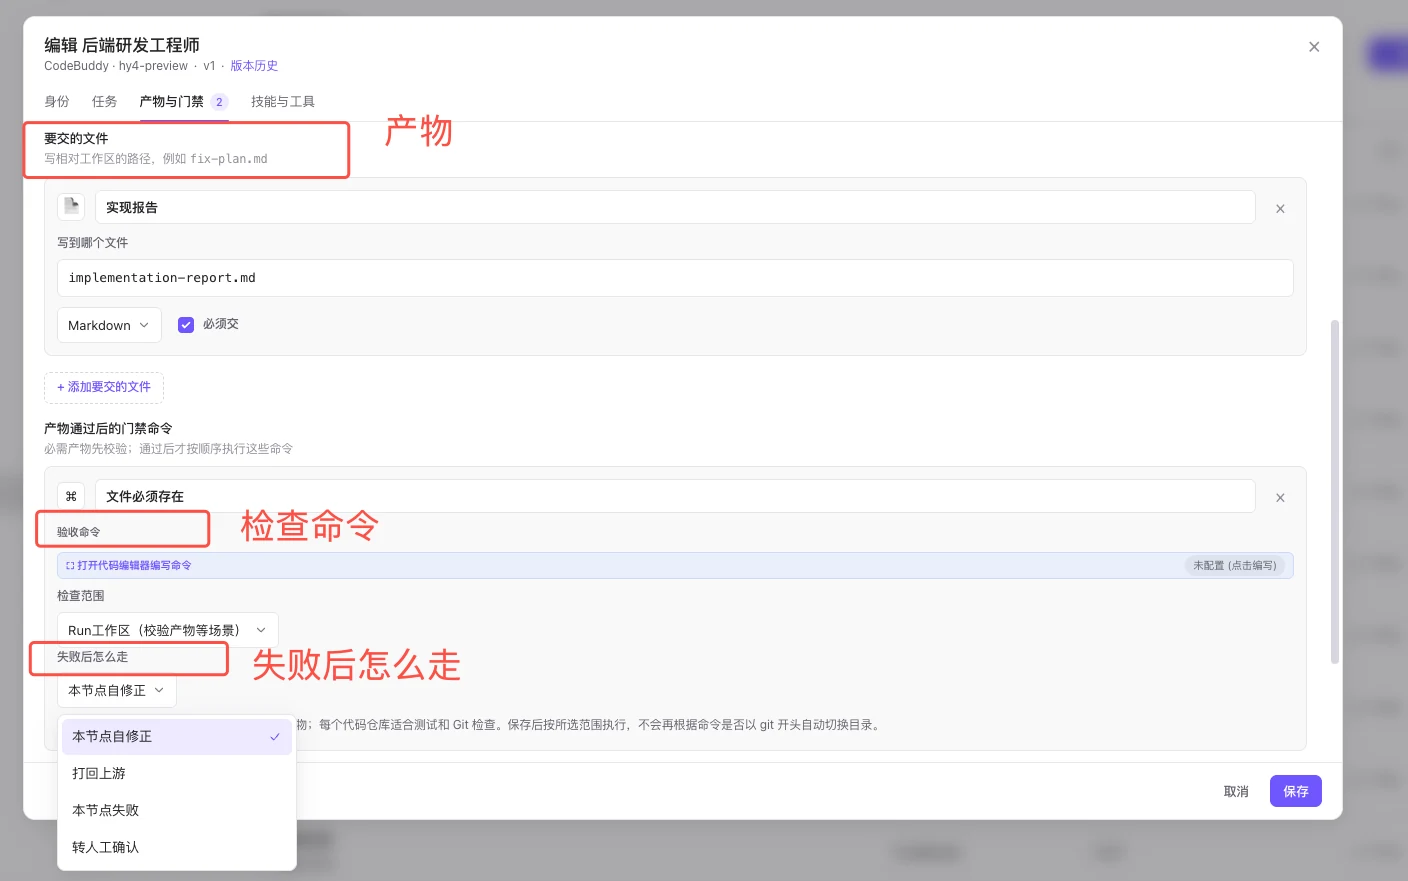 编辑 后端研发工程师
CodeBuddy · hy4-preview · v1 · 版本历史
身份 任务 产物与门禁 2 技能与工具
要交的文件
写相对工作区的路径，例如 fix-plan.md
产物
实现报告
写到哪个文件
implementation-report.md
Markdown 必须交
+ 添加要交的文件
产物通过后的门禁命令
必需产物先校验；通过后才按顺序执行这些命令
⌘ 文件必须存在
验收命令
检查命令
打开代码编辑器编写命令 未配置 (点击编写)
检查范围
Run工作区（校验产物等场景）
失败后怎么走
失败后怎么走
本节点自修正
物；每个代码仓库适合测试和 Git 检查。保存后按所选范围执行，不会再根据命令是否以 git 开头自动切换目录。
本节点自修正
打回上游
本节点失败
转人工确认
取消 保存